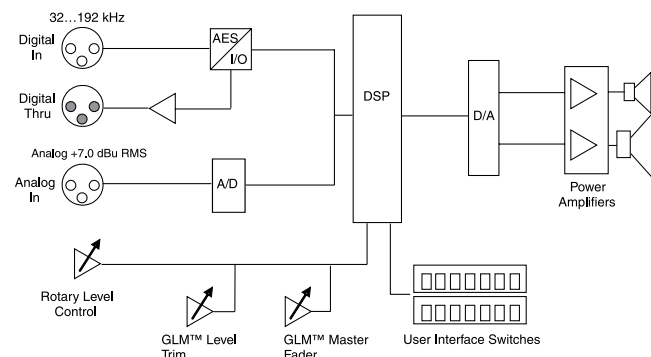 32...192 kHz
Digital
In
AES
I/O
Digital
Thru
DSP
D/A
Analog +7.0 dBu RMS
Analog
In
A/D
Power
Amplifiers
Rotary Level
Control
GLM™ Level
Trim
GLM™ Master
Fader
User Interface Switches